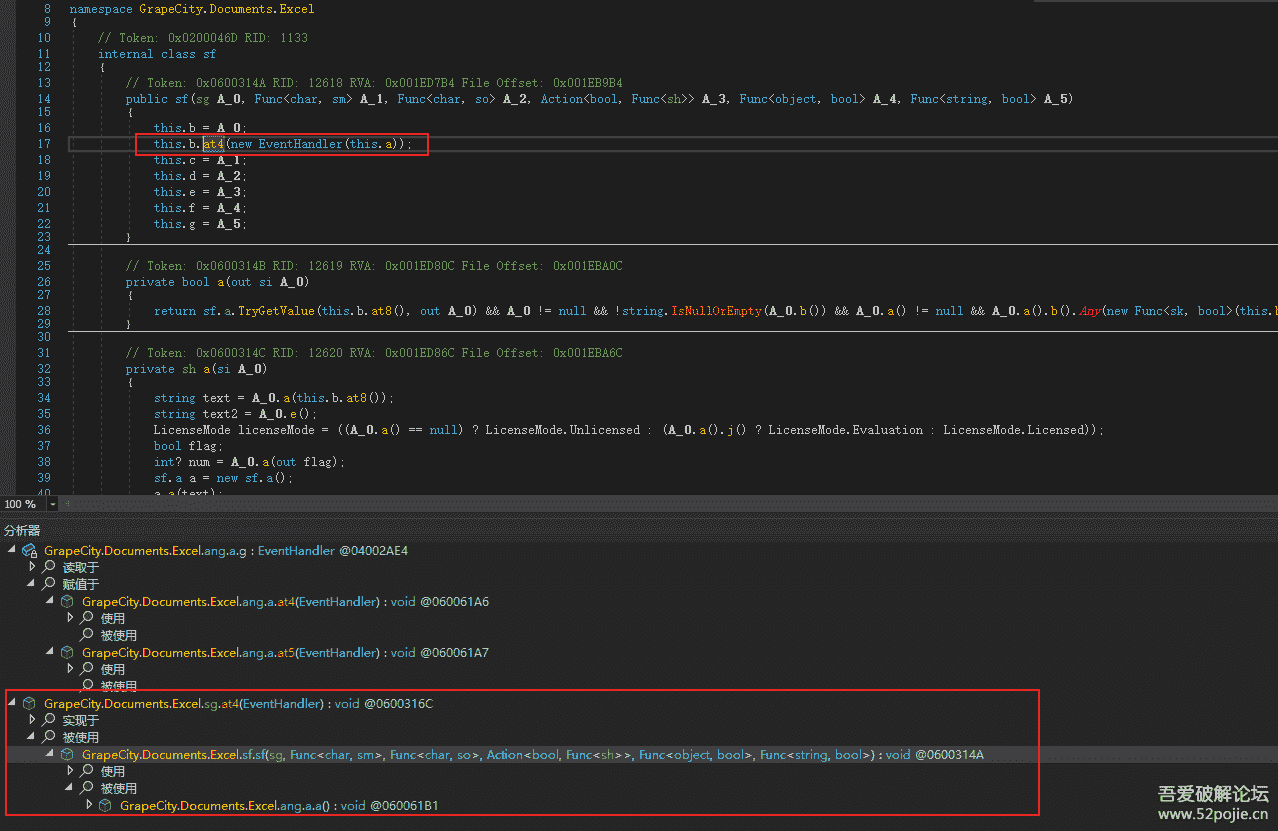 8 namespace GrapeCity.Documents.Excel
9 {
10 // Token: 0x0200046D RID: 1133
11 internal class sf
12 {
13 // Token: 0x0600314A RID: 12618 RVA: 0x001ED7B4 File Offset: 0x001EB9B4
14 public sf(sg A_0, Func<char, sm> A_1, Func<char, so> A_2, Action<bool, Func<sh>> A_3, Func<object, bool> A_4, Func<string, bool> A_5)
15 {
16 this.b = A_0;
17 this.b.at4(new EventHandler(this.a));
18 this.c = A_1;
19 this.d = A_2;
20 this.e = A_3;
21 this.f = A_4;
22 this.g = A_5;
23 }
24
25 // Token: 0x0600314B RID: 12619 RVA: 0x001ED80C File Offset: 0x001EBA0C
26 private bool a(out si A_0)
27 {
28 return sf.a.TryGetValue(this.b.at8(), out A_0) && A_0 != null && !string.IsNullOrEmpty(A_0.b()) && A_0.a() != null && A_0.a().b().Any(new Func<sk, bool>(this.b
29 }
30
31 // Token: 0x0600314C RID: 12620 RVA: 0x001ED86C File Offset: 0x001EBA6C
32 private sh a(si A_0)
33 {
34 string text = A_0.a(this.b.at8());
35 string text2 = A_0.e();
36 LicenseMode licenseMode = ((A_0.a() == null) ? LicenseMode.Unlicensed : (A_0.a().j() ? LicenseMode.Evaluation : LicenseMode.Licensed));
37 bool flag;
38 int? num = A_0.a(out flag);
39 sf.a a = new sf.a();
40 a.a(text);
100 %
分析器
GrapeCity.Documents.Excel.ang.a.g : EventHandler @04002AE4
读取于
赋值于
GrapeCity.Documents.Excel.ang.a.at4(EventHandler) : void @060061A6
使用
被使用
GrapeCity.Documents.Excel.ang.a.at5(EventHandler) : void @060061A7
使用
被使用
GrapeCity.Documents.Excel.sg.at4(EventHandler) : void @0600316C
实现于
被使用
GrapeCity.Documents.Excel.sf.sf(sg, Func<char, sm>, Func<char, so>, Action<bool, Func<sh>>, Func<object, bool>, Func<string, bool>) : void @0600314A
使用
被使用
GrapeCity.Documents.Excel.ang.a.a() : void @060061B1
吾爱破解论坛
www.52pojie.cn